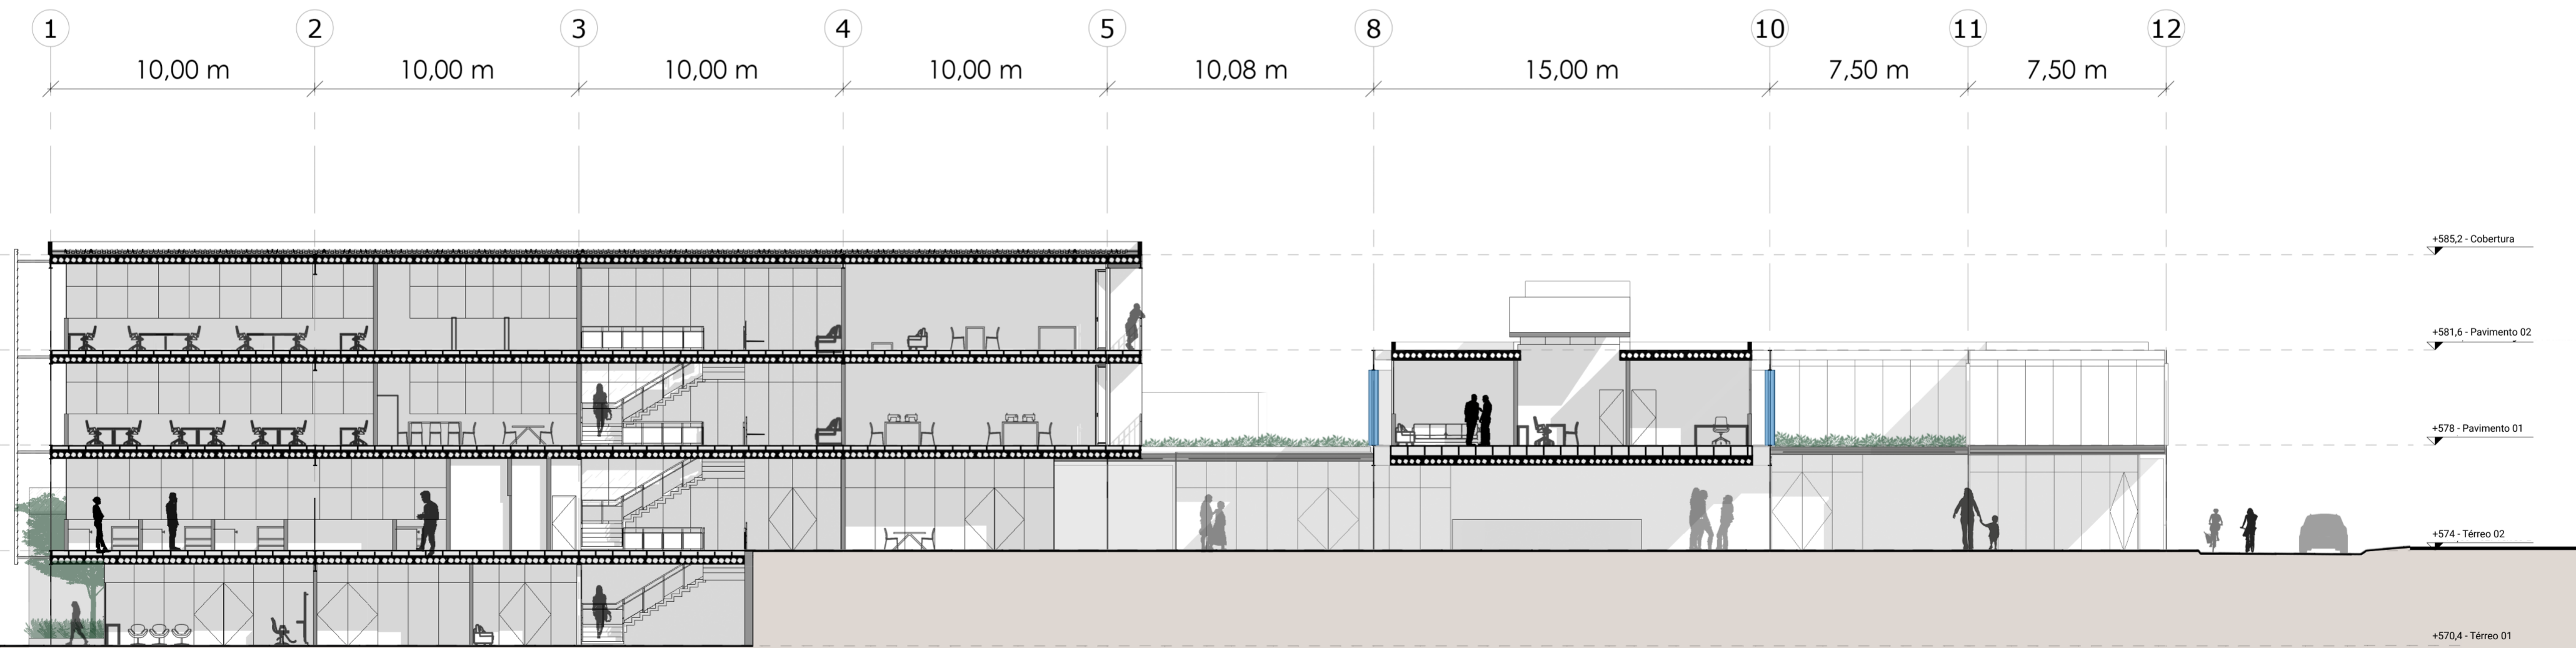 1 2 3 4 5 8 10 11 12
10,00 m 10,00 m 10,00 m 10,00 m 10,08 m 15,00 m 7,50 m 7,50 m
+585,2 - Cobertura
+581,6 - Pavimento 02
+578 - Pavimento 01
+574 - Térreo 02
+570,4 - Térreo 01